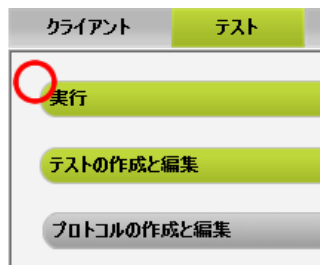 クライアント
テスト
実行
テストの作成と編集
プロトコルの作成と編集